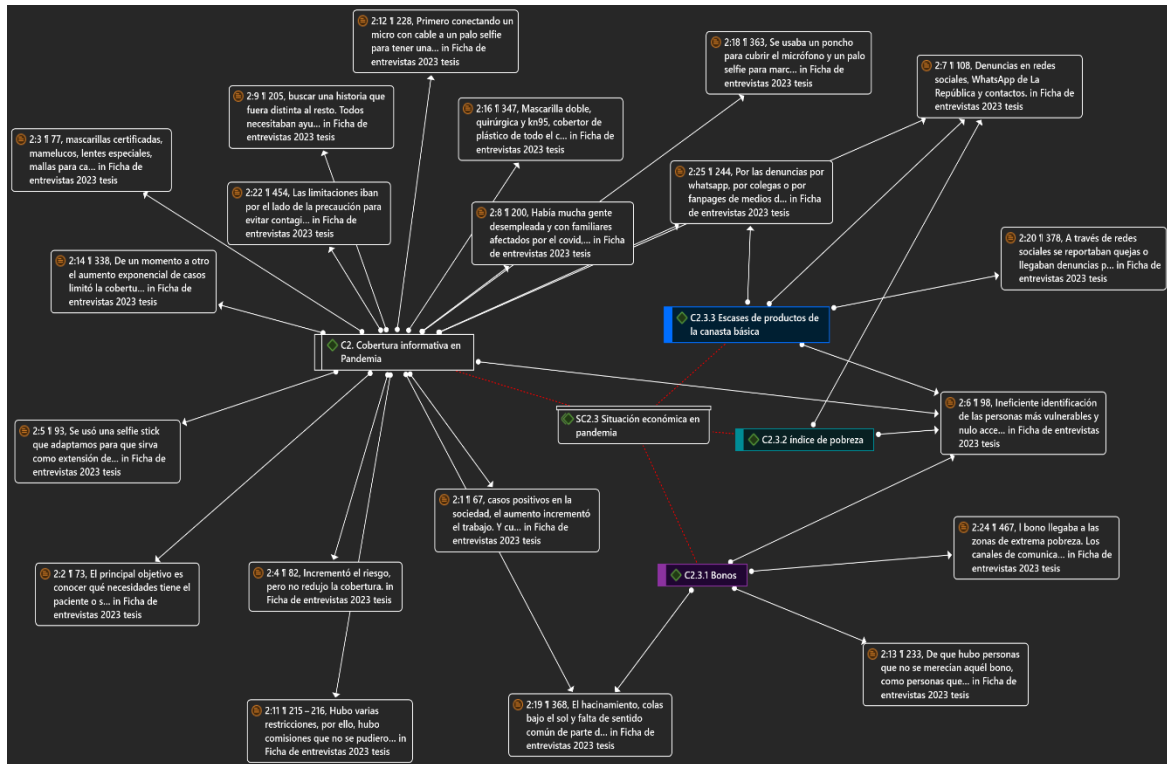 2:12 ¶ 228, Primero conectando un
micro con cable a un palo selfie
para tener una... in Ficha de
entrevistas 2023 tesis
2:18 ¶ 363, Se usaba un poncho
para cubrir el micrófono y un palo
selfie para marc... in Ficha de
entrevistas 2023 tesis
2:7 ¶ 108, Denuncias en redes
sociales, WhatsApp de La
República y contactos. in Ficha de
entrevistas 2023 tesis
2:9 ¶ 205, buscar una historia que
fuera distinta al resto. Todos
necesitaban ayu... in Ficha de
entrevistas 2023 tesis
2:16 ¶ 347, Mascarilla doble,
quirúrgica y kn95, cobertor de
plástico de todo el c... in Ficha
de entrevistas 2023 tesis
2:3 ¶ 77, mascarillas certificadas,
mamelucos, lentes especiales,
mallas para ca... in Ficha de
entrevistas 2023 tesis
2:25 ¶ 244, Por las denuncias por
whatsapp, por colegas o por
fanpages de medios d... in Ficha
de entrevistas 2023 tesis
2:22 ¶ 454, Las limitaciones iban
por el lado de la precaución para
evitar contagi... in Ficha de
entrevistas 2023 tesis
2:8 ¶ 200, Había mucha gente
desempleada y con familiares
afectados por el covid,... in Ficha
de entrevistas 2023 tesis
2:20 ¶ 378, A través de redes
sociales se reportaban quejas o
llegaban denuncias p... in Ficha de
entrevistas 2023 tesis
2:14 ¶ 338, De un momento a otro
el aumento exponencial de casos
limitó la cobertu... in Ficha de
entrevistas 2023 tesis
C2.3.3 Escases de productos de
la canasta básica
C2. Cobertura informativa en
Pandemia
SC2.3 Situación económica en
pandemia
2:6 ¶ 98, Ineficiente identificación
de las personas más vulnerables y
nulo acce... in Ficha de entrevistas
2023 tesis
C2.3.2 índice de pobreza
2:5 ¶ 93, Se usó una selfie stick
que adaptamos para que sirva
como extensión de... in Ficha de
entrevistas 2023 tesis
2:1 ¶ 67, casos positivos en la
sociedad, el aumento incrementó
el trabajo. Y cu... in Ficha de
entrevistas 2023 tesis
2:24 ¶ 467, l bono llegaba a las
zonas de extrema pobreza. Los
canales de comunica... in Ficha de
entrevistas 2023 tesis
2:2 ¶ 73, El principal objetivo es
conocer qué necesidades tiene el
paciente o s... in Ficha de
entrevistas 2023 tesis
2:4 ¶ 82, Incrementó el riesgo,
pero no redujo la cobertura. in
Ficha de entrevistas 2023 tesis
C2.3.1 Bonos
2:13 ¶ 233, De que hubo personas
que no se merecían aquél bono,
como personas que... in Ficha de
entrevistas 2023 tesis
2:11 ¶ 215 – 216, Hubo varias
restricciones, por ello, hubo
comisiones que no se pudiero... in
Ficha de entrevistas 2023 tesis
2:19 ¶ 368, El hacinamiento, colas
bajo el sol y falta de sentido
común de parte d... in Ficha de
entrevistas 2023 tesis